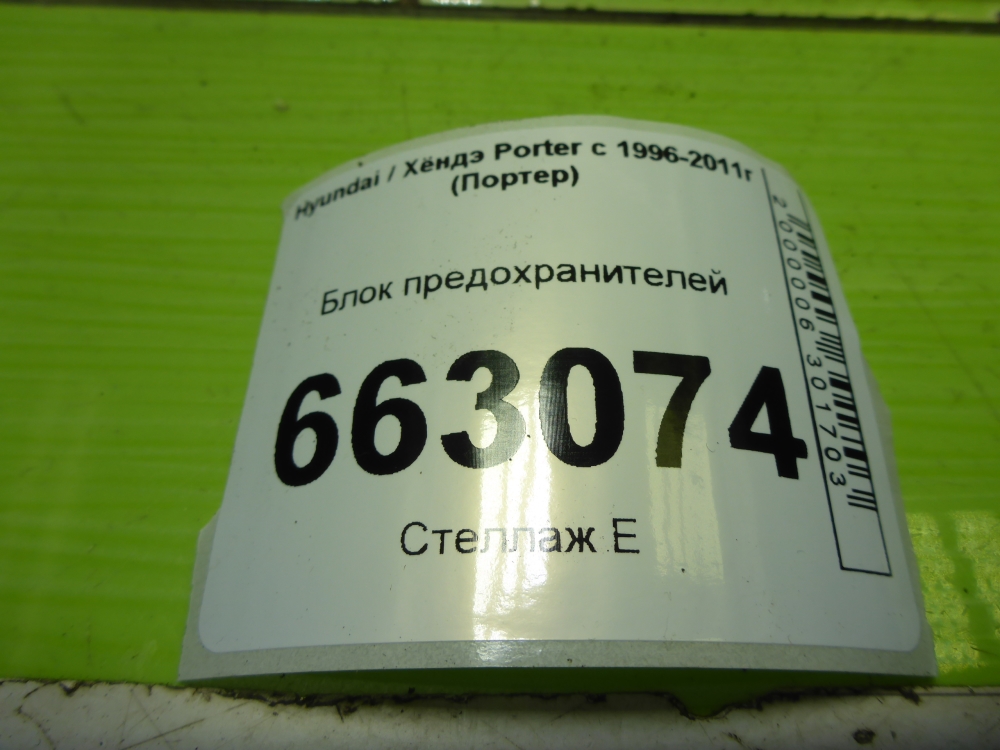 Hyundai / Хёндэ Porter с 1996-2011г
(Портер)
Блок предохранителей
663074
Стеллаж Е
2000006301703